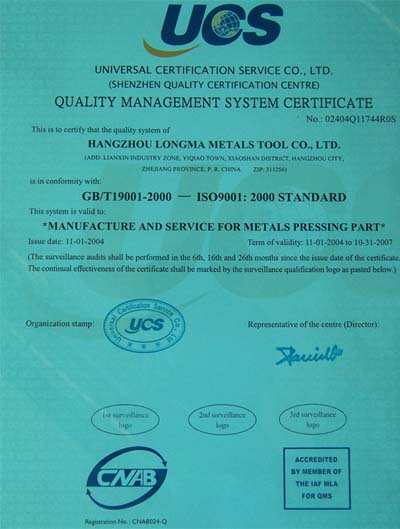 UCS
UNIVERSAL CERTIFICATION SERVICE CO., LTD.
(SHENZHEN QUALITY CERTIFICATION CENTRE)
QUALITY MANAGEMENT SYSTEM CERTIFICATE
No.: 02404Q11744R0S
This is to certify that the quality system of
HANGZHOU LONGMA METALS TOOL CO., LTD.
(ADD: LIANXIN INDUSTRY ZONE, YIQIAO TOWN, XIAOSHAN DISTRICT, HANGZHOU CITY,
ZHEJIANG PROVINCE, P. R. CHINA ZIP: 311256)
is in conformity with:
GB/T19001-2000 — ISO9001: 2000 STANDARD
This system is valid to:
*MANUFACTURE AND SERVICE FOR METALS PRESSING PART*
Issue date: 11-01-2004 Term of validity: 11-01-2004 to 10-31-2007
(The surveillance audits shall be performed in the 6th, 16th and 26th months since the issue date of the certificate.
The continual effectiveness of the certificate shall be marked by the surveillance qualification logo as pasted below.)
Organization stamp: Representative of the centre (Director):
Universal Certification Service Co., Ltd
UCS
1st surveillance logo
2nd surveillance logo
3rd surveillance logo
CNAB
ACCREDITED
BY MEMBER OF
THE IAF MLA
FOR QMS
Registration No.: CNAB024-Q